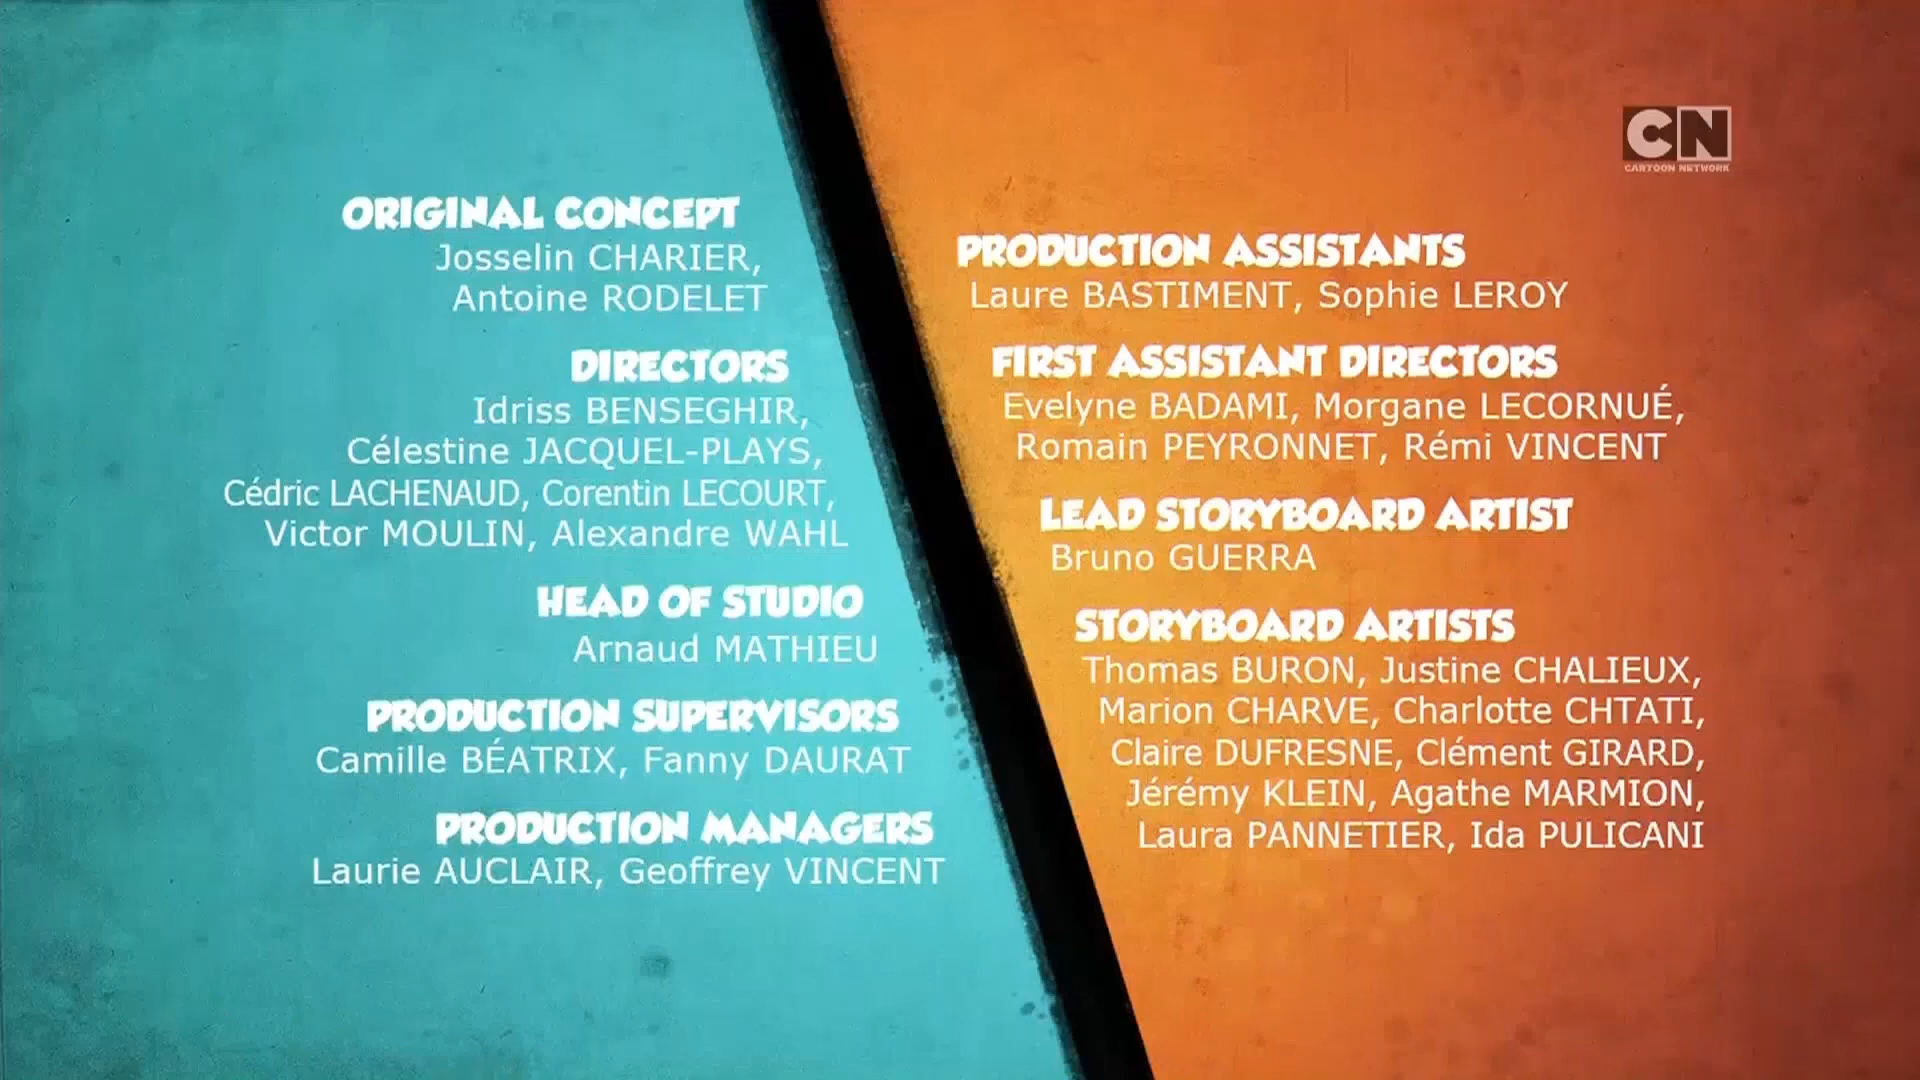 ORIGINAL CONCEPT
Josselin CHARIER,
Antoine RODELET
DIRECTORS
Idriss BENSEGHIR,
Célestine JACQUEL-PLAYS,
Cédric LACHENAUD, Corentin LECOURT,
Victor MOULIN, Alexandre WAHL
HEAD OF STUDIO
Arnaud MATHIEU
PRODUCTION SUPERVISORS
Camille BÉATRIX, Fanny DAURAT
PRODUCTION MANAGERS
Laurie AUCLAIR, Geoffrey VINCENT
CN
CARTOON NETWORK
PRODUCTION ASSISTANTS
Laure BASTIMENT, Sophie LEROY
FIRST ASSISTANT DIRECTORS
Evelyne BADAMI, Morgane LECORNUÉ,
Romain PEYRONNET, Rémi VINCENT
LEAD STORYBOARD ARTIST
Bruno GUERRA
STORYBOARD ARTISTS
Thomas BURON, Justine CHALIEUX,
Marion CHARVE, Charlotte CHTATI,
Claire DUFRESNE, Clément GIRARD,
Jérémy KLEIN, Agathe MARMION,
Laura PANNETIER, Ida PULICANI